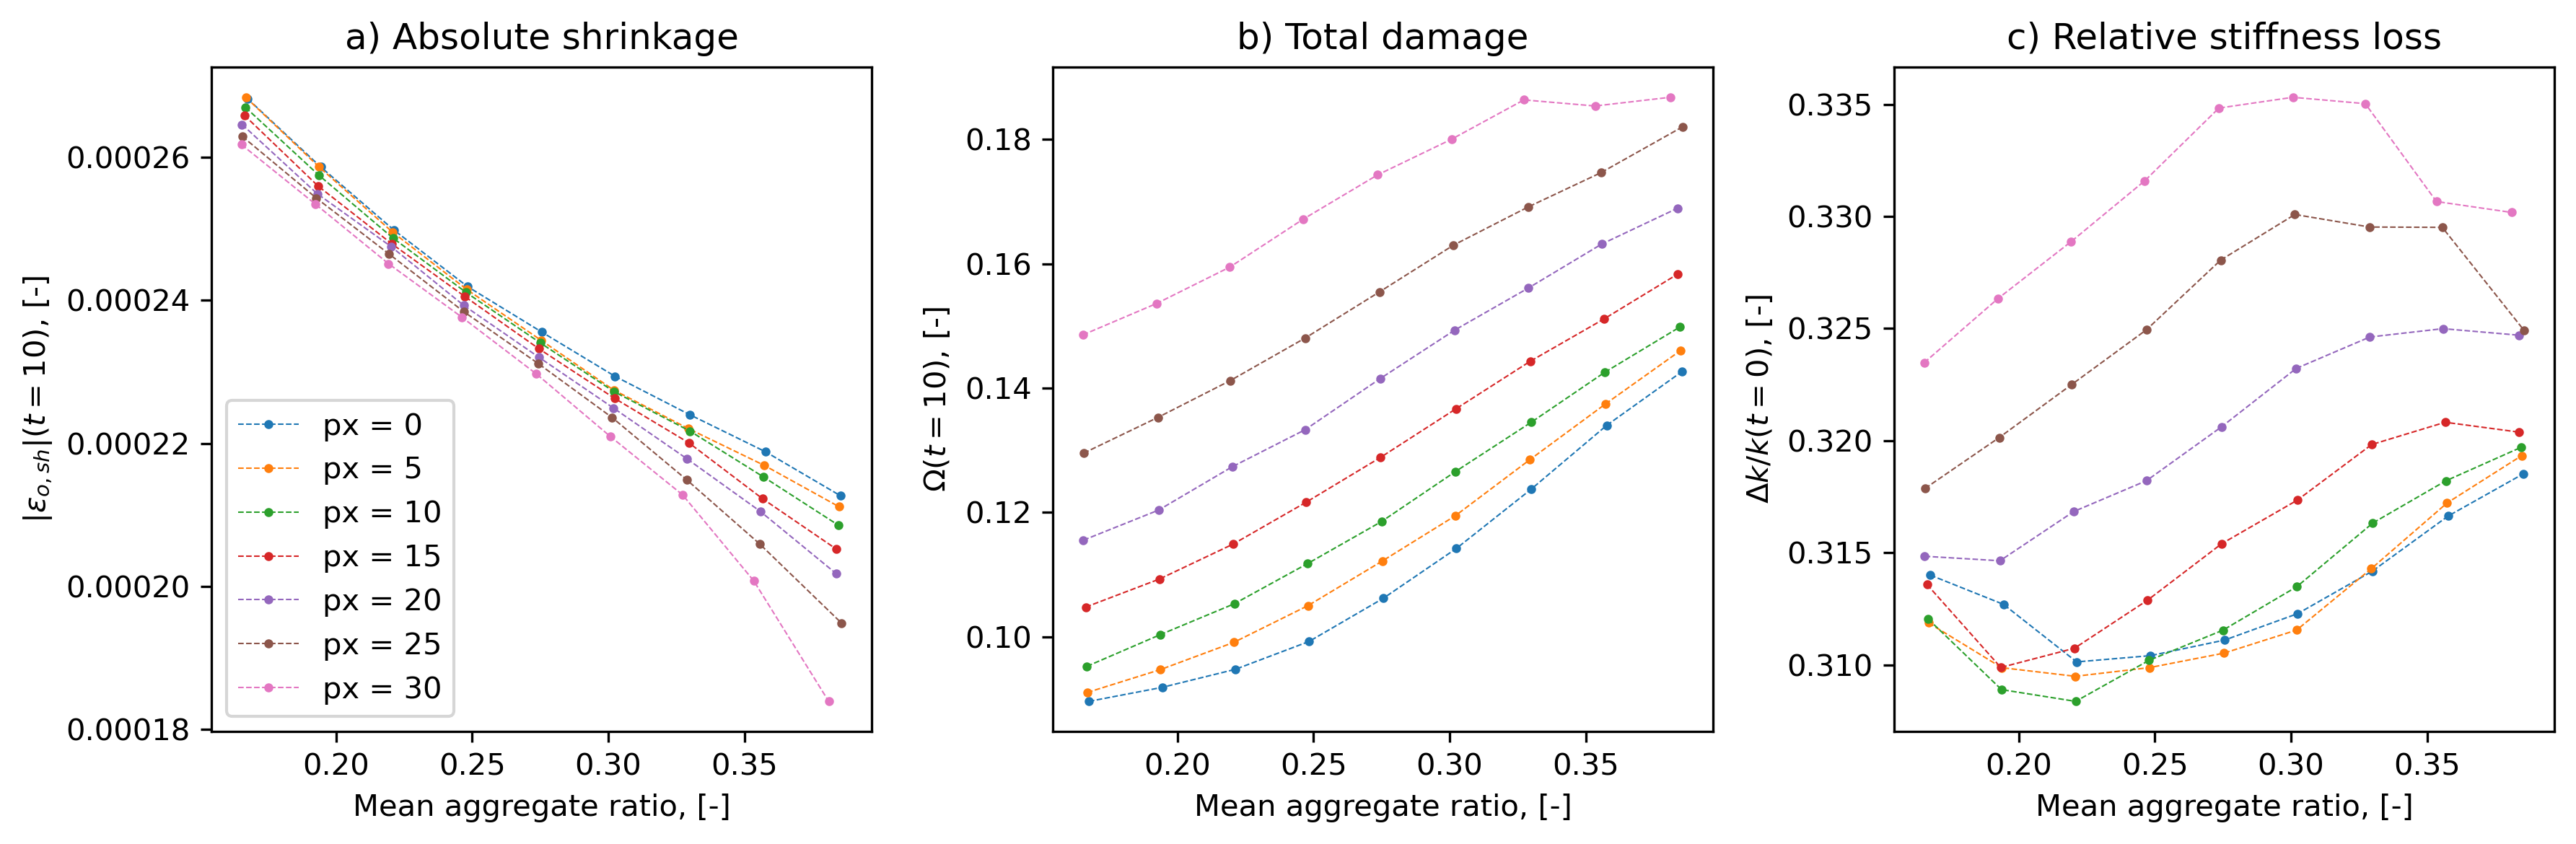 a) Absolute shrinkage
|ε_{o,sh}|(t = 10), [-]
0.00026
0.00024
0.00022
0.00020
0.00018
px = 0
px = 5
px = 10
px = 15
px = 20
px = 25
px = 30
0.20 0.25 0.30 0.35
Mean aggregate ratio, [-]
b) Total damage
Ω(t = 10), [-]
0.18
0.16
0.14
0.12
0.10
0.20 0.25 0.30 0.35
Mean aggregate ratio, [-]
c) Relative stiffness loss
Δk/k(t = 0), [-]
0.335
0.330
0.325
0.320
0.315
0.310
0.20 0.25 0.30 0.35
Mean aggregate ratio, [-]